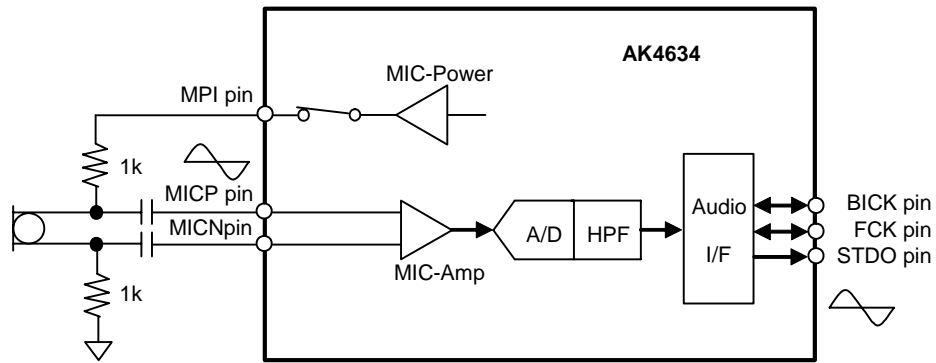 AK4634
MIC-Power
MPI pin
1k
MICP pin
MICNpin
Audio
I/F
A/D
HPF
MIC-Amp
BICK pin
FCK pin
STDO pin
1k